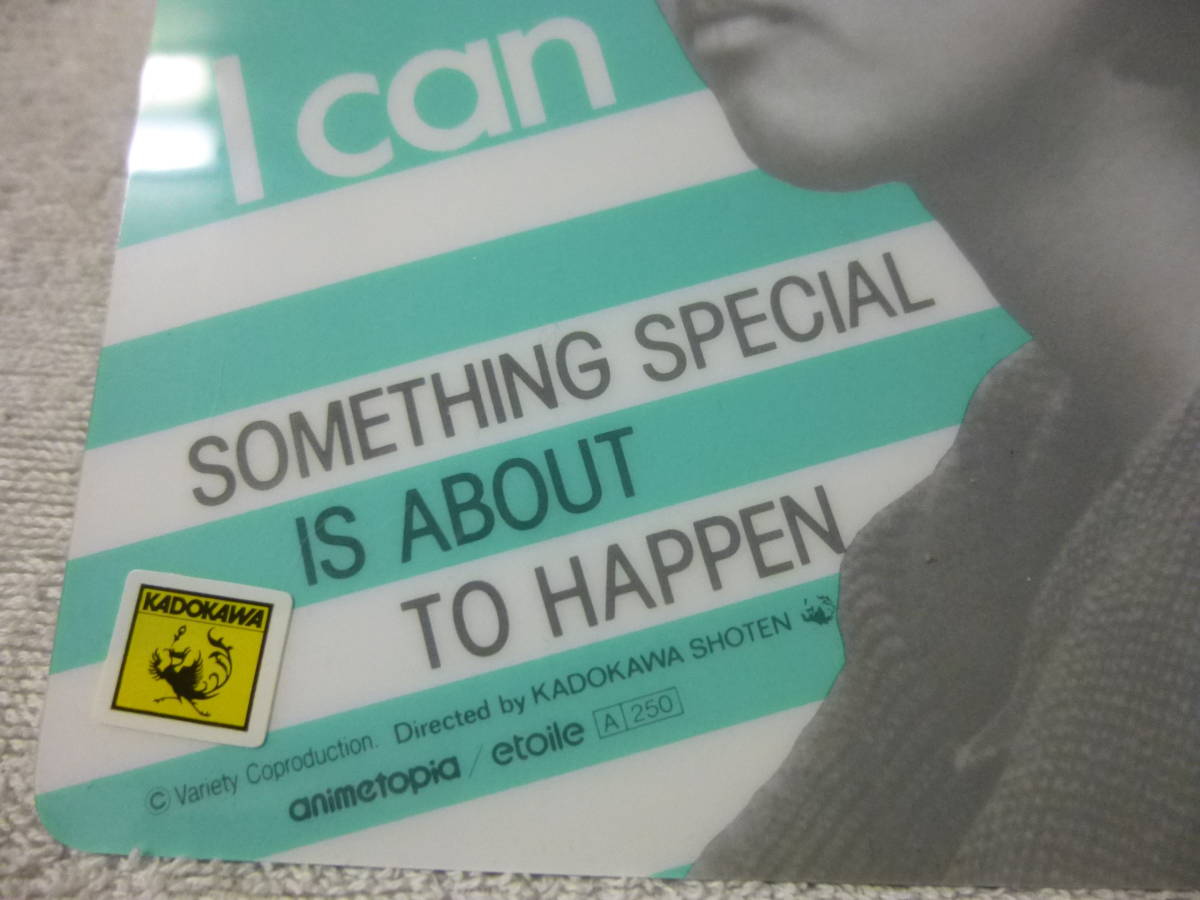 I can
SOMETHING SPECIAL
IS ABOUT
TO HAPPEN
KADOKAWA
© Variety Coproduction. Directed by KADOKAWA SHOTEN
animetopia / etoile A 250